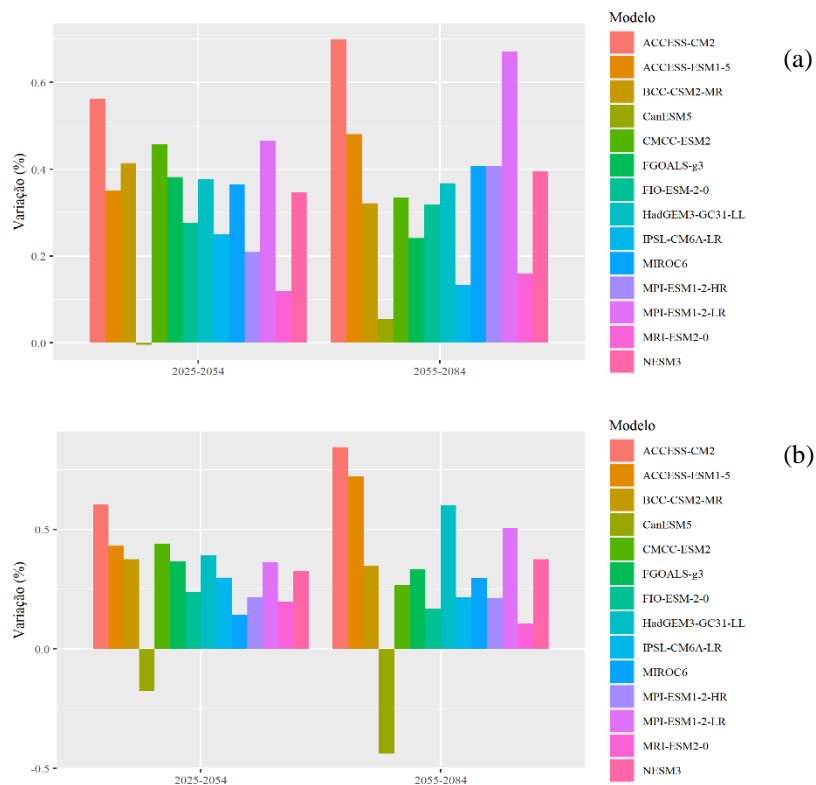 Modelo
ACCESS-CM2
ACCESS-ESM1-5
BCC-CSM2-MR
CanESM5
CMCC-ESM2
FGOALS-g3
FIO-ESM-2-0
HadGEM3-GC31-LL
IPSL-CM6A-LR
MIROC6
MPI-ESM1-2-HR
MPI-ESM1-2-LR
MRI-ESM2-0
NESM3
(a)
Variação (%)
0.6
0.4
0.2
0.0
2025-2054
2055-2084
Modelo
ACCESS-CM2
ACCESS-ESM1-5
BCC-CSM2-MR
CanESM5
CMCC-ESM2
FGOALS-g3
FIO-ESM-2-0
HadGEM3-GC31-LL
IPSL-CM6A-LR
MIROC6
MPI-ESM1-2-HR
MPI-ESM1-2-LR
MRI-ESM2-0
NESM3
(b)
Variação (%)
0.5
0.0
-0.5
2025-2054
2055-2084